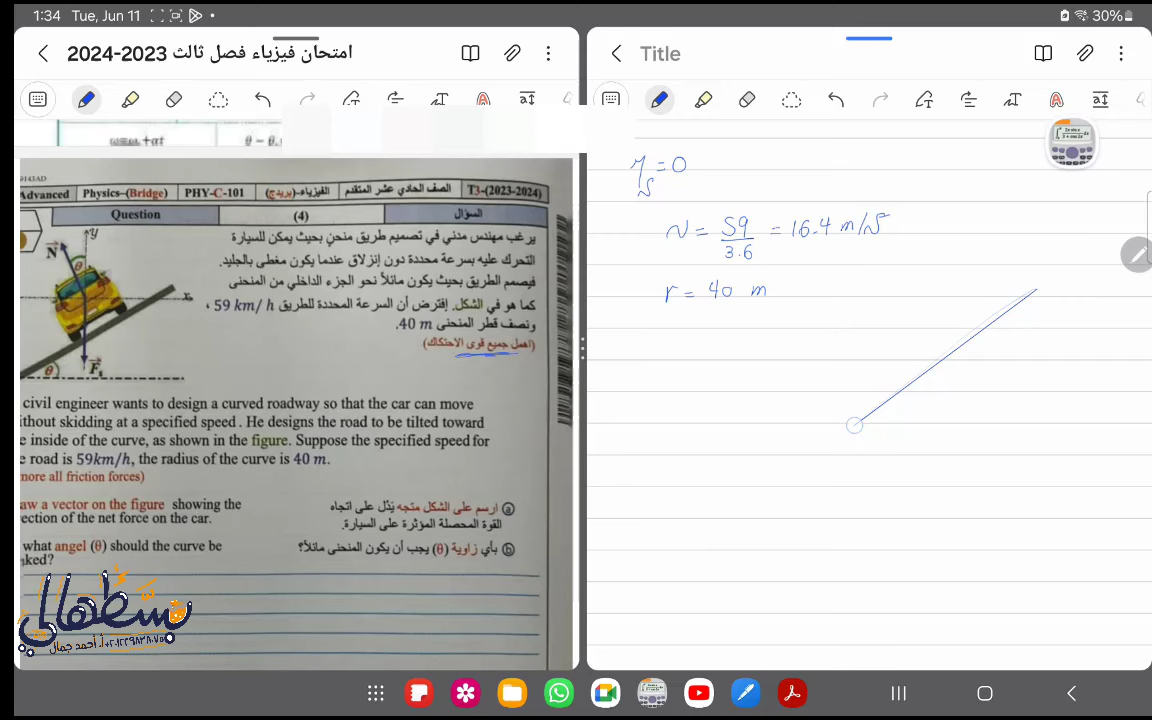 1:34 Tue, Jun 11
30%
امتحان فيزياء فصل ثالث 2023-2024
Title
ω=ω +αt
θ - θ
9143AD
Advanced Physics–(Bridge) PHY-C-101 الفيزياء-(بريدج) الصف الحادي عشر المتقدم T3-(2023-2024)
Question (4) السؤال
يرغب مهندس مدني في تصميم طريق منحنٍ بحيث يمكن للسيارة
التحرك عليه بسرعة محددة دون إنزلاق عندما يكون مغطى بالجليد.
فيصمم الطريق بحيث يكون مائلاً نحو الجزء الداخلي من المنحنى
كما هو في الشكل. إفترض أن السرعة المحددة للطريق 59 km/h ،
ونصف قطر المنحنى 40 m.
(اهمل جميع قوى الاحتكاك)
y
N
θ
x
θ
F
civil engineer wants to design a curved roadway so that the car can move
ithout skidding at a specified speed . He designs the road to be tilted toward
e inside of the curve, as shown in the figure. Suppose the specified speed for
e road is 59km/h, the radius of the curve is 40 m.
nore all friction forces)
aw a vector on the figure showing the
ection of the net force on the car.
ⓐ ارسم على الشكل متجه يَدُل على اتجاه
القوة المحصلة المؤثرة على السيارة.
what angel (θ) should the curve be
nked?
ⓑ بأي زاوية (θ) يجب أن يكون المنحنى مائلاً؟
بسطهالي
أ. أحمد جمال
= 0
v = 59/3.6 = 16.4 m/s
r = 40 m